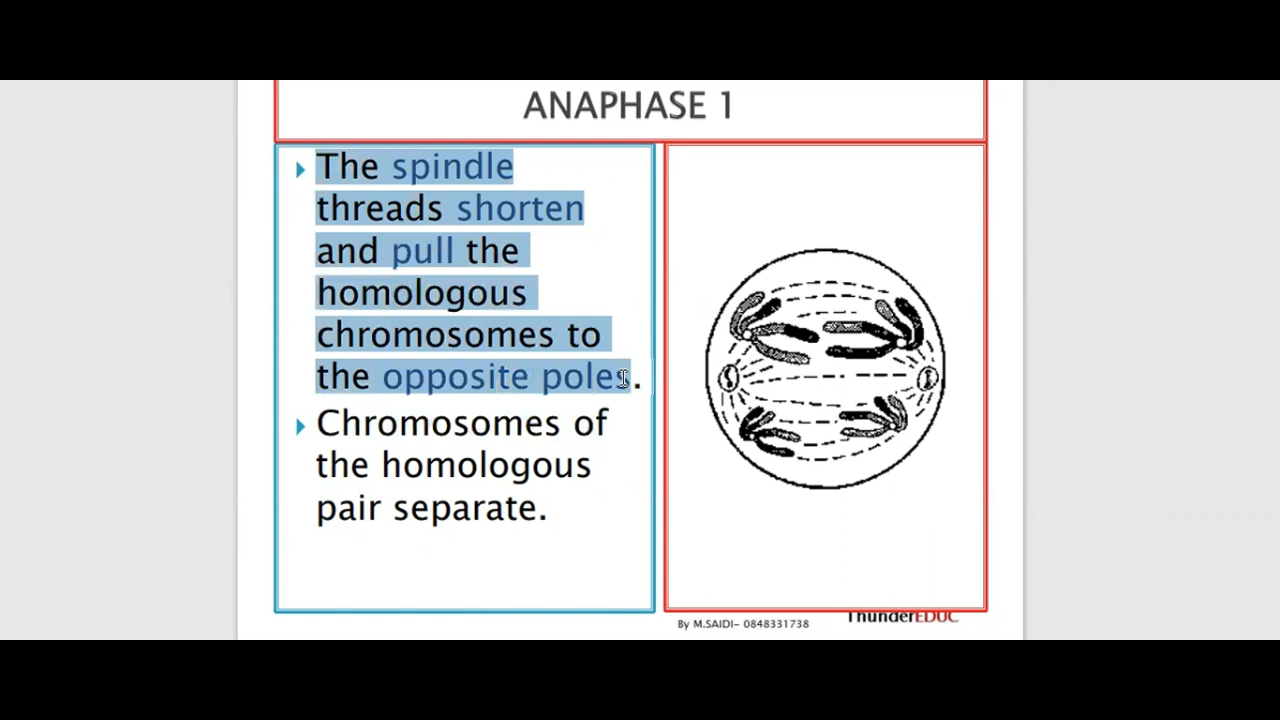 ANAPHASE 1
The spindle
threads shorten
and pull the
homologous
chromosomes to
the opposite poles.
Chromosomes of
the homologous
pair separate.
By M.SAIDI- 0848331738
ThunderEDUC